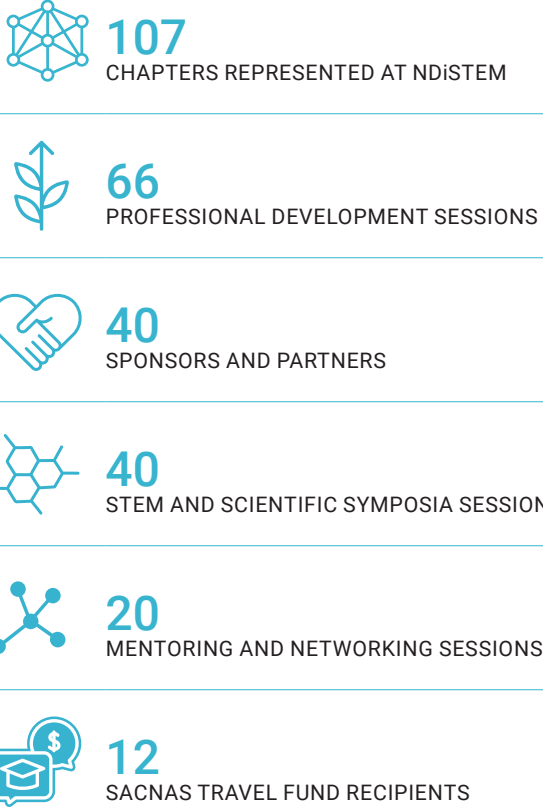 107
CHAPTERS REPRESENTED AT NDiSTEM
66
PROFESSIONAL DEVELOPMENT SESSIONS
40
SPONSORS AND PARTNERS
40
STEM AND SCIENTIFIC SYMPOSIA SESSION
20
MENTORING AND NETWORKING SESSIONS
$
12
SACNAS TRAVEL FUND RECIPIENTS